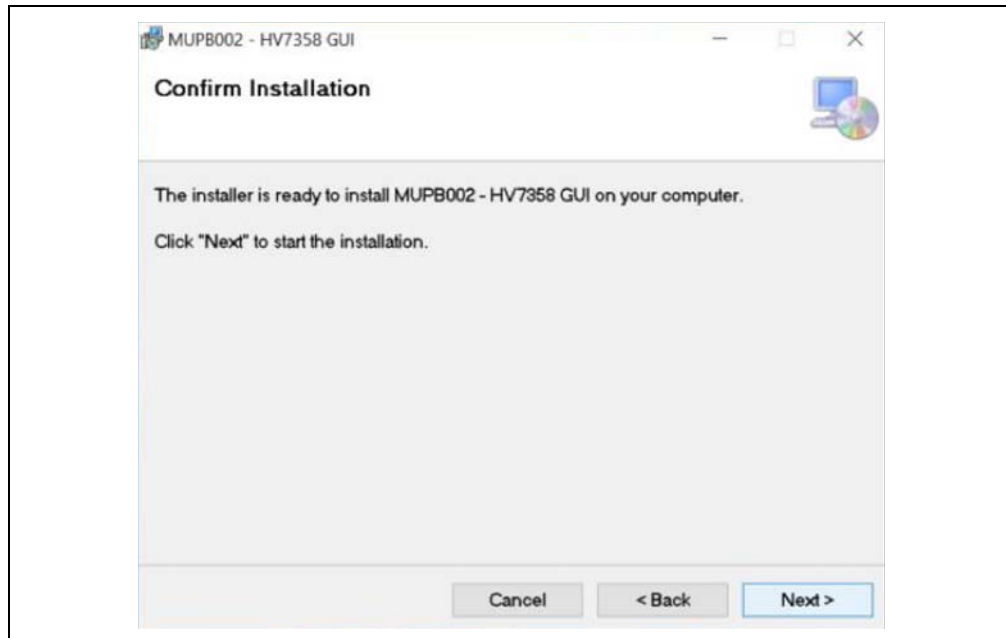 MUPB002 - HV7358 GUI
Confirm Installation
The installer is ready to install MUPB002 - HV7358 GUI on your computer.
Click "Next" to start the installation.
Cancel
< Back
Next >